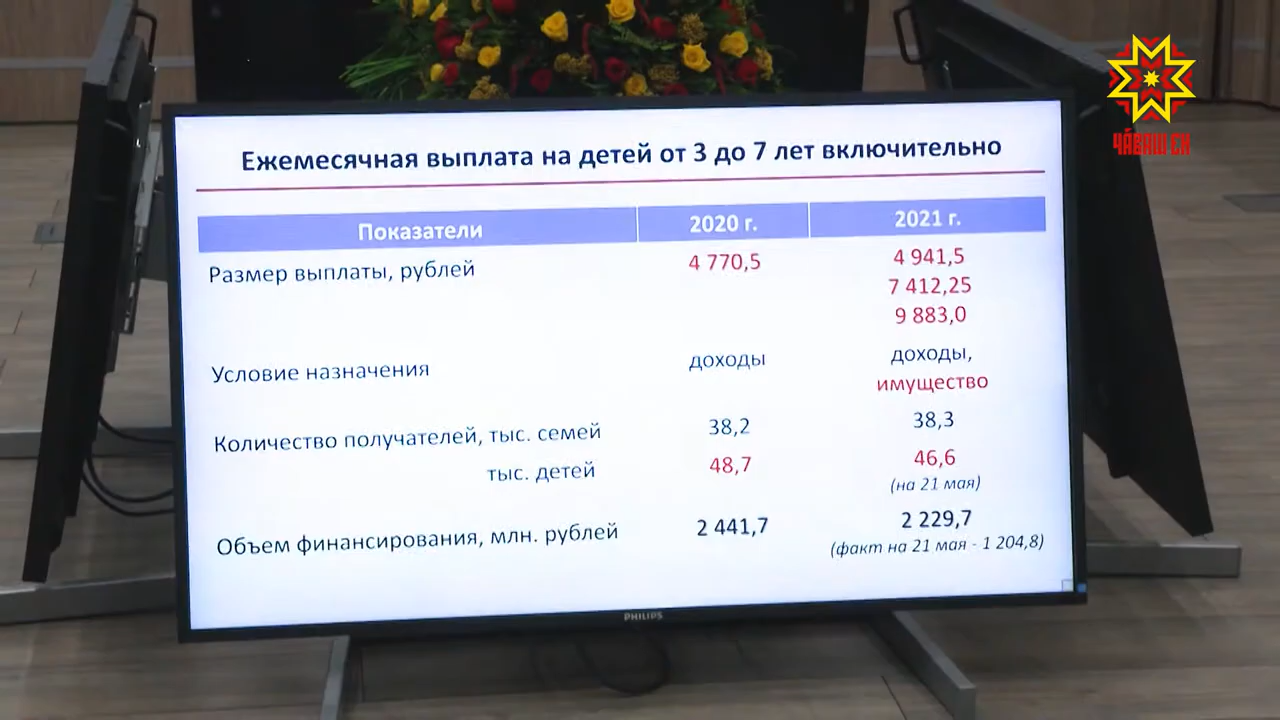 ЧӐВАШ ЕН
Ежемесячная выплата на детей от 3 до 7 лет включительно
Показатели 2020 г. 2021 г.
Размер выплаты, рублей 4 770,5 4 941,5
7 412,25
9 883,0
Условие назначения доходы доходы,
имущество
Количество получателей, тыс. семей 38,2 38,3
тыс. детей 48,7 46,6
(на 21 мая)
Объем финансирования, млн. рублей 2 441,7 2 229,7
(факт на 21 мая - 1 204,8)
PHILIPS